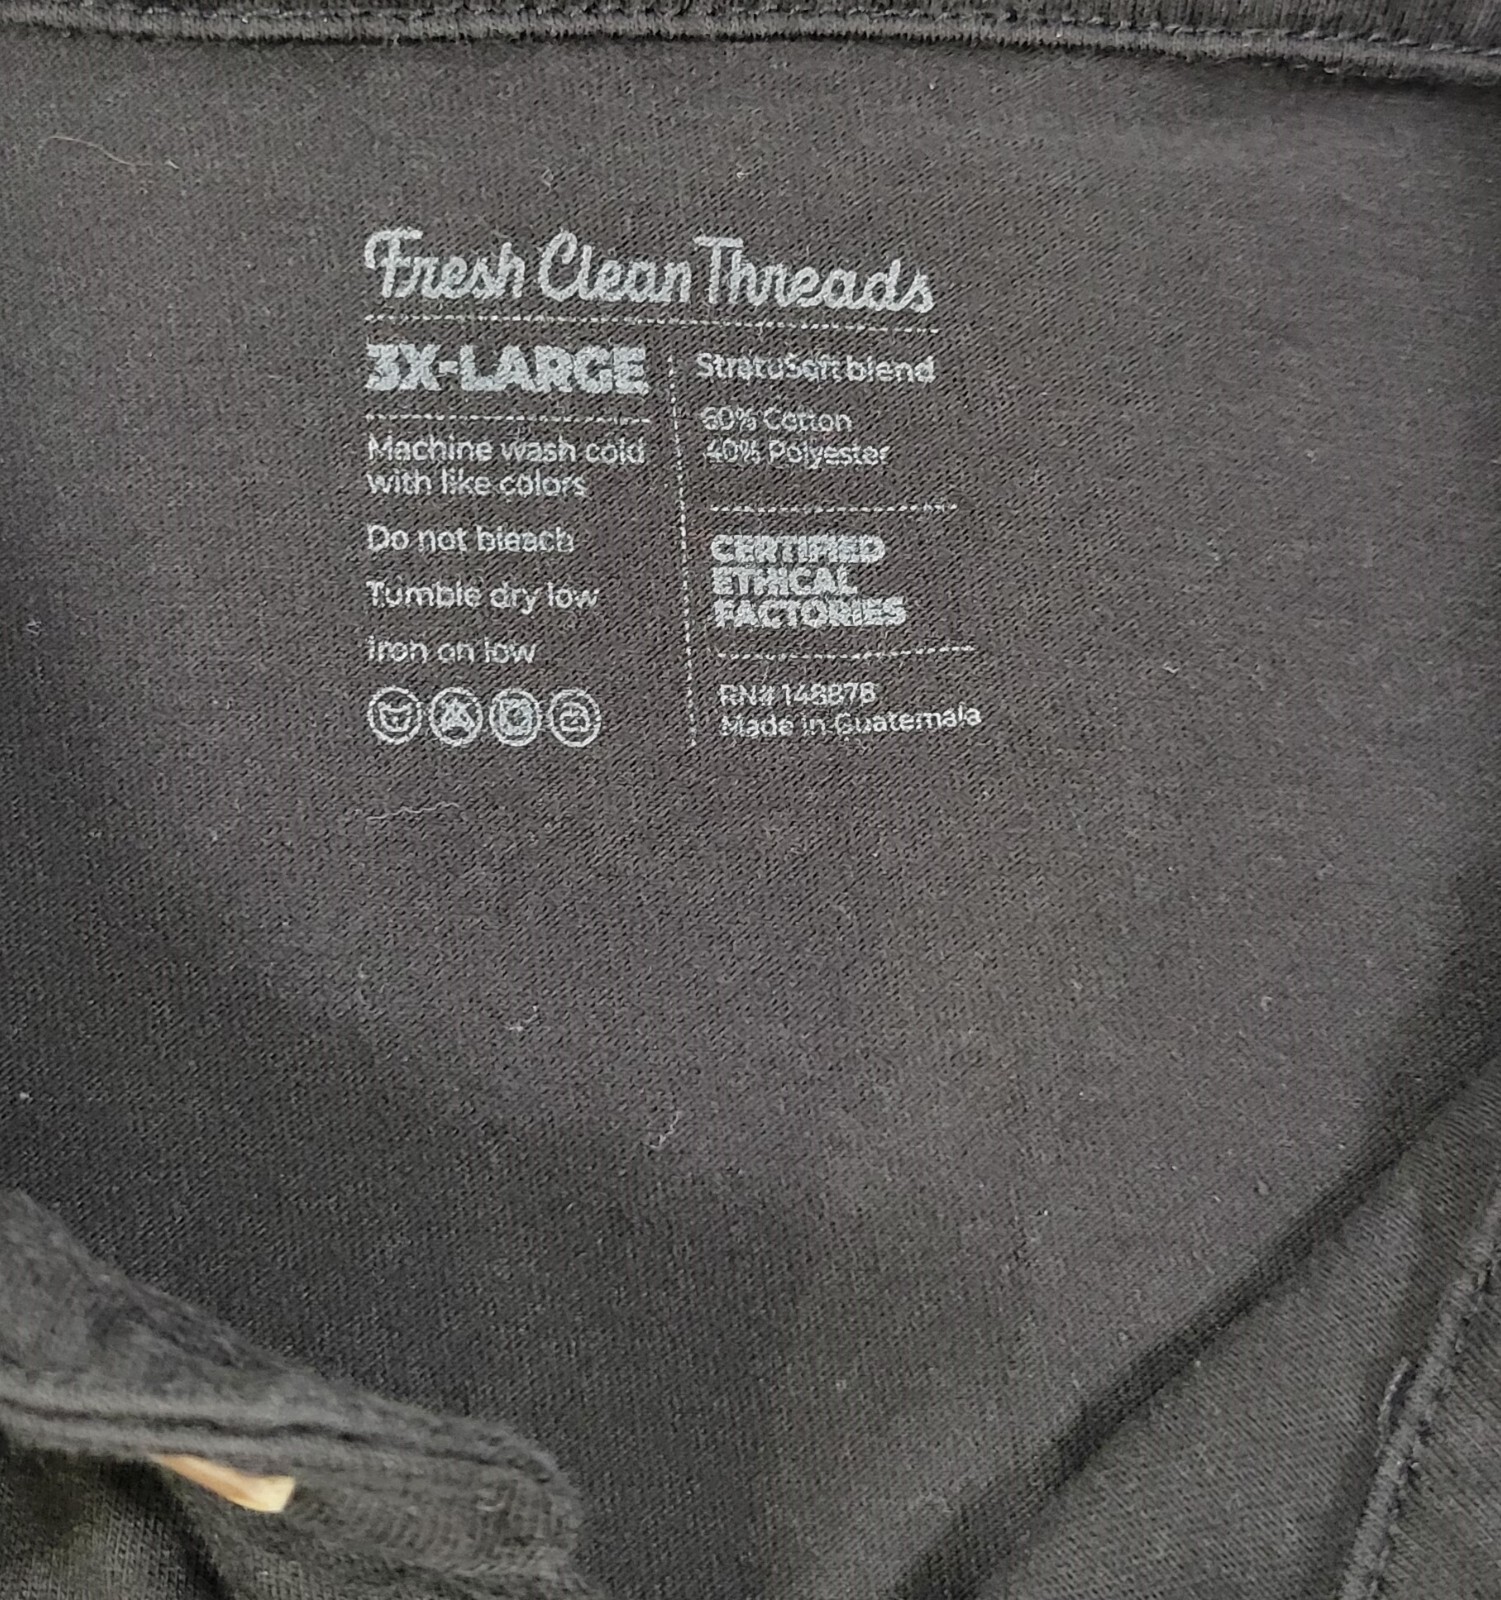 Fresh Clean Threads
3X-LARGE
Machine wash cold
with like colors
Do not bleach
Tumble dry low
Iron on low
StratuSoft blend
60% Cotton
40% Polyester
CERTIFIED
ETHICAL
FACTORIES
RN# 148878
Made in Guatemala